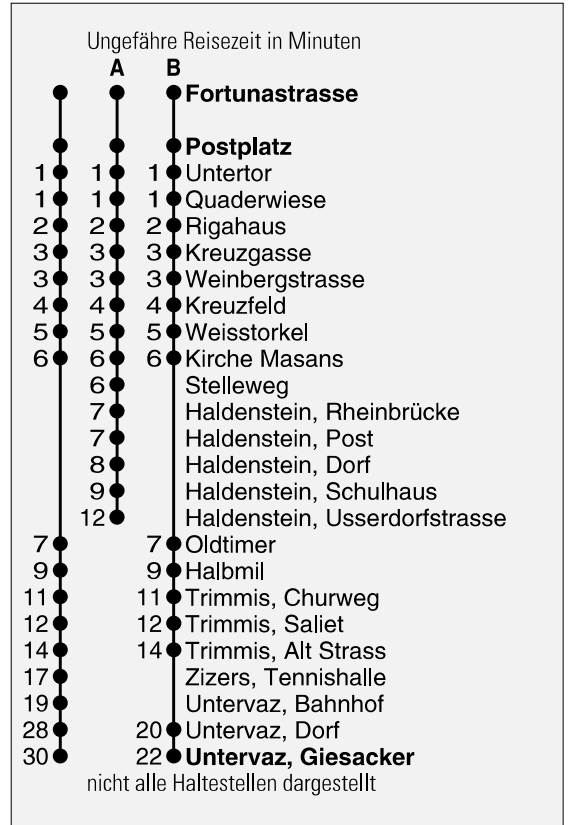 Ungefähre Reisezeit in Minuten
A B
Fortunastrasse
Postplatz
1 1 1 Untertor
1 1 1 Quaderwiese
2 2 2 Rigahaus
3 3 3 Kreuzgasse
3 3 3 Weinbergstrasse
4 4 4 Kreuzfeld
5 5 5 Weisstorkel
6 6 6 Kirche Masans
6 Stelleweg
7 Haldenstein, Rheinbrücke
7 Haldenstein, Post
8 Haldenstein, Dorf
9 Haldenstein, Schulhaus
12 Haldenstein, Usserdorfstrasse
7 7 Oldtimer
9 9 Halbmil
11 11 Trimmis, Churweg
12 12 Trimmis, Saliet
14 14 Trimmis, Alt Strass
17 Zizers, Tennishalle
19 Untervaz, Bahnhof
28 20 Untervaz, Dorf
30 22 Untervaz, Giesacker
nicht alle Haltestellen dargestellt